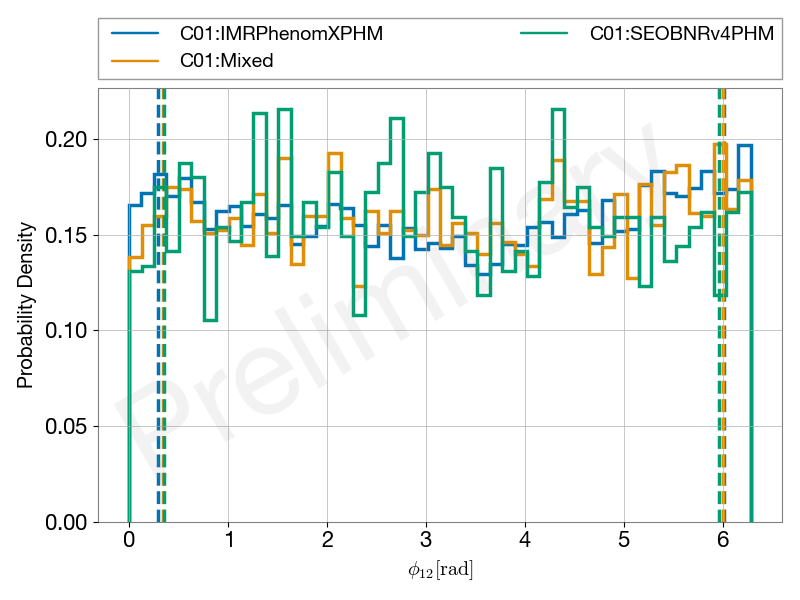 C01:IMRPhenomXPHM
C01:Mixed
C01:SEOBNRv4PHM
Preliminary
Probability Density
0.20
0.15
0.10
0.05
0.00
0 1 2 3 4 5 6
ϕ₁₂[rad]